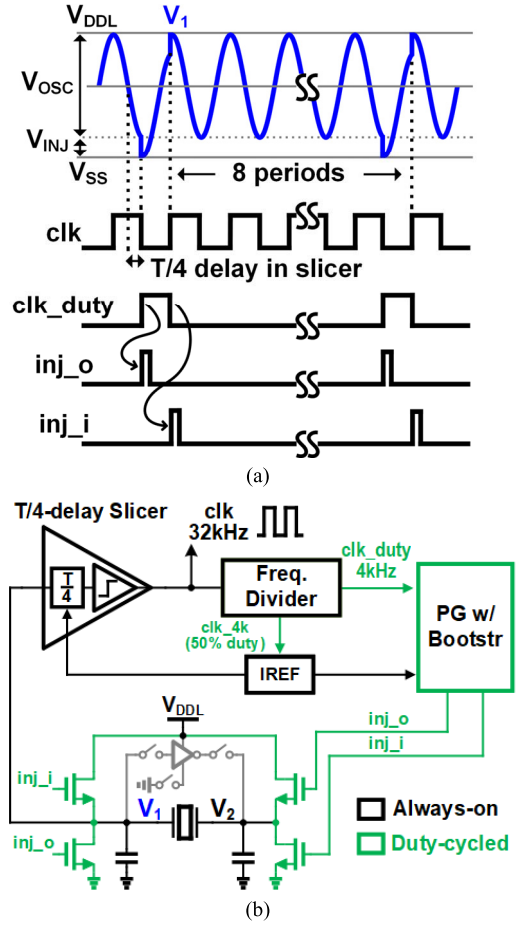 V_DDL
V_1
V_OSC
V_INJ
V_SS
8 periods
clk
T/4 delay in slicer
clk_duty
inj_o
inj_i
(a)
T/4-delay Slicer
clk
32kHz
T
4
Freq.
Divider
clk_duty
4kHz
PG w/
Bootstr
clk_4k
(50% duty)
IREF
inj_o
inj_i
V_DDL
inj_i
V_1
V_2
inj_o
Always-on
Duty-cycled
(b)